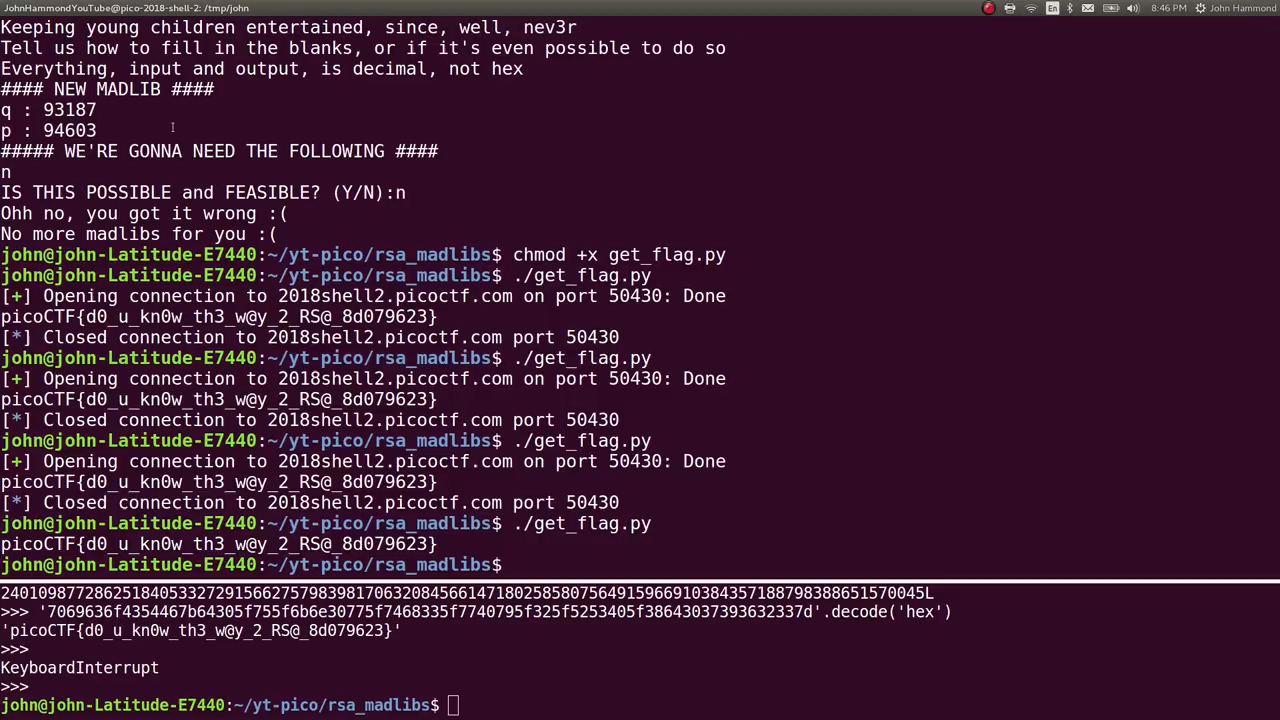 JohnHammondYouTube@pico-2018-shell-2: /tmp/john
En
8:46 PM
John Hammond
Keeping young children entertained, since, well, nev3r
Tell us how to fill in the blanks, or if it's even possible to do so
Everything, input and output, is decimal, not hex
#### NEW MADLIB ####
q : 93187
p : 94603
##### WE'RE GONNA NEED THE FOLLOWING ####
n
IS THIS POSSIBLE and FEASIBLE? (Y/N):n
Ohh no, you got it wrong :(
No more madlibs for you :(
john@john-Latitude-E7440:~/yt-pico/rsa_madlibs$ chmod +x get_flag.py
john@john-Latitude-E7440:~/yt-pico/rsa_madlibs$ ./get_flag.py
[+] Opening connection to 2018shell2.picoctf.com on port 50430: Done
picoCTF{d0_u_kn0w_th3_w@y_2_RS@_8d079623}
[*] Closed connection to 2018shell2.picoctf.com port 50430
john@john-Latitude-E7440:~/yt-pico/rsa_madlibs$ ./get_flag.py
[+] Opening connection to 2018shell2.picoctf.com on port 50430: Done
picoCTF{d0_u_kn0w_th3_w@y_2_RS@_8d079623}
[*] Closed connection to 2018shell2.picoctf.com port 50430
john@john-Latitude-E7440:~/yt-pico/rsa_madlibs$ ./get_flag.py
[+] Opening connection to 2018shell2.picoctf.com on port 50430: Done
picoCTF{d0_u_kn0w_th3_w@y_2_RS@_8d079623}
[*] Closed connection to 2018shell2.picoctf.com port 50430
john@john-Latitude-E7440:~/yt-pico/rsa_madlibs$ ./get_flag.py
picoCTF{d0_u_kn0w_th3_w@y_2_RS@_8d079623}
john@john-Latitude-E7440:~/yt-pico/rsa_madlibs$
240109877286251840533272915662757983981706320845661471802585807564915966910384357188798388651570045L
>>> '7069636f4354467b64305f755f6b6e30775f7468335f7740795f325f5253405f38643037393632337d'.decode('hex')
'picoCTF{d0_u_kn0w_th3_w@y_2_RS@_8d079623}'
>>>
KeyboardInterrupt
>>>
john@john-Latitude-E7440:~/yt-pico/rsa_madlibs$